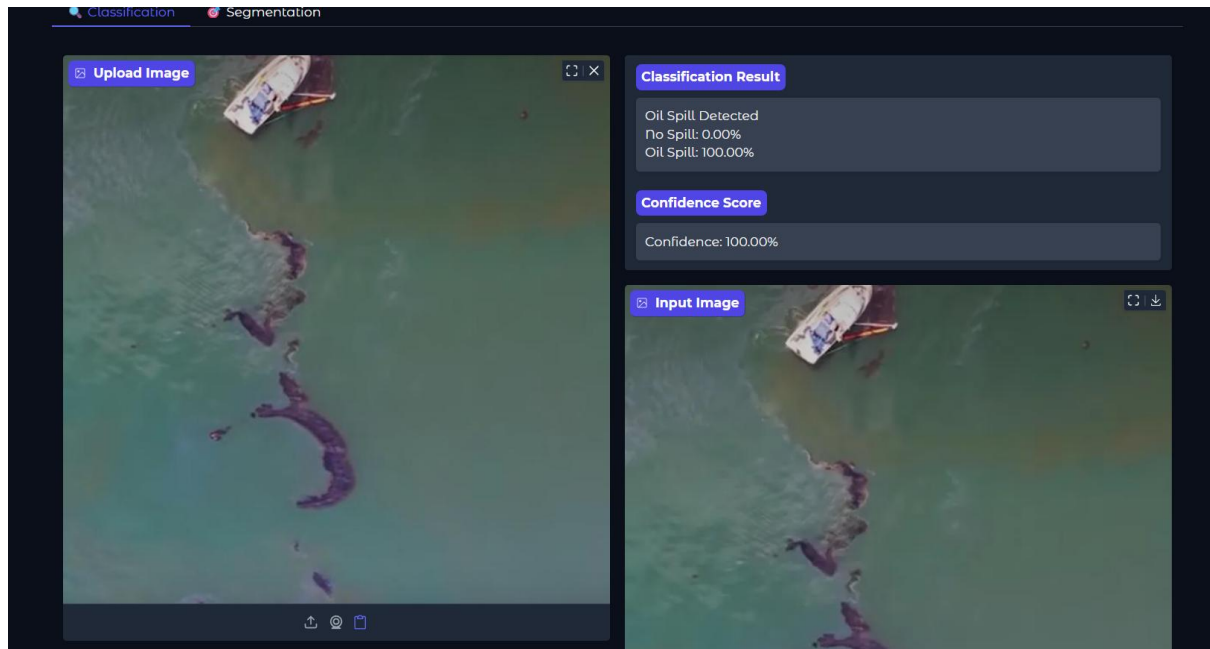 Classification
Segmentation
Upload Image
Classification Result
Oil Spill Detected
No Spill: 0.00%
Oil Spill: 100.00%
Confidence Score
Confidence: 100.00%
Input Image